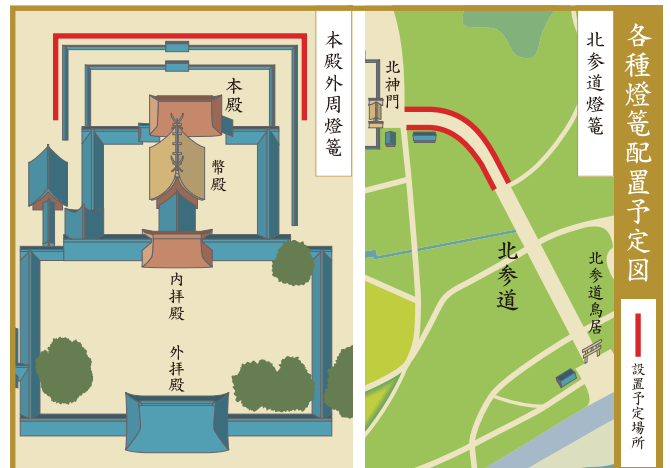 各種燈篭配置予定図
設置予定場所
北参道燈篭
北神門
北参道
北参道鳥居
本殿外周燈篭
本殿
幣殿
内拝殿
外拝殿